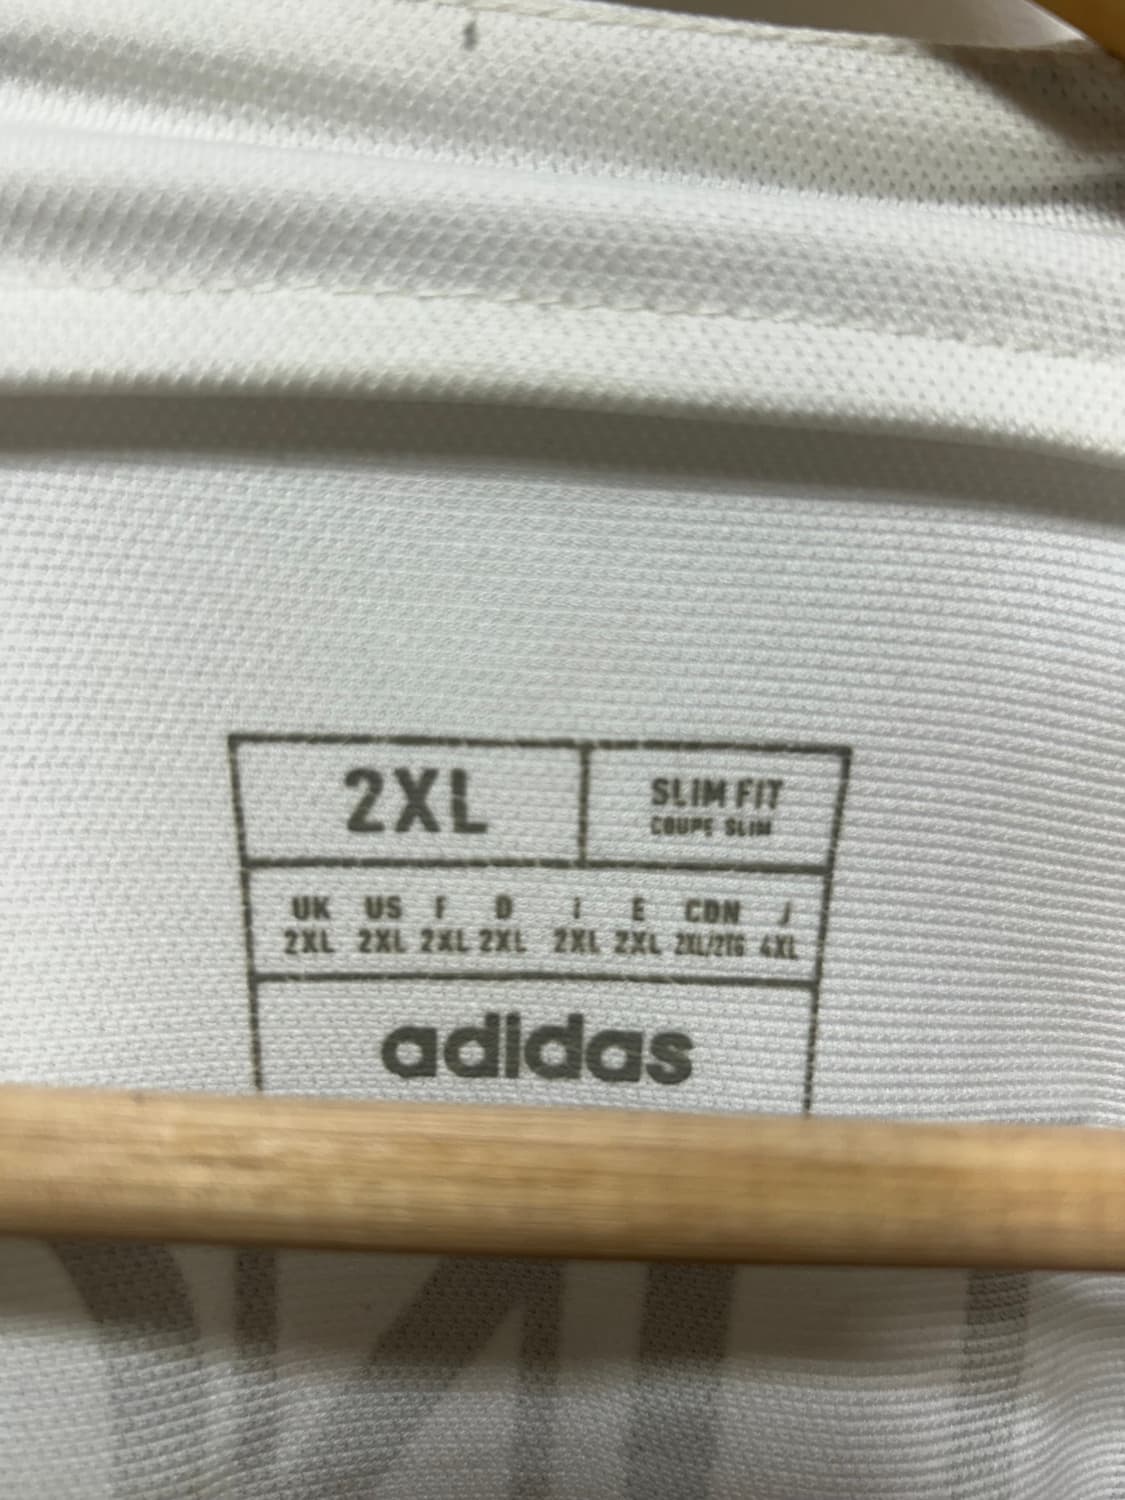 2XL
SLIM FIT
COUPE SLIM
UK US F D I E CDN J
2XL 2XL 2XL 2XL 2XL 2XL 2XL/2TG 4XL
adidas